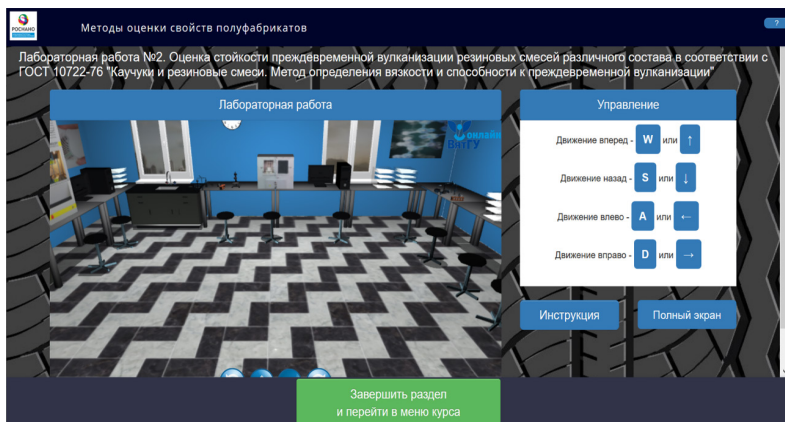 РОСНАНО
Методы оценки свойств полуфабрикатов
?
Лабораторная работа №2. Оценка стойкости преждевременной вулканизации резиновых смесей различного состава в соответствии с
ГОСТ 10722-76 "Каучуки и резиновые смеси. Метод определения вязкости и способности к преждевременной вулканизации"
Лабораторная работа
онлайн
ВятГУ
Управление
Движение вперед - W или ↑
Движение назад - S или ↓
Движение влево - A или ←
Движение вправо - D или →
Инструкция
Полный экран
Завершить раздел
и перейти в меню курса